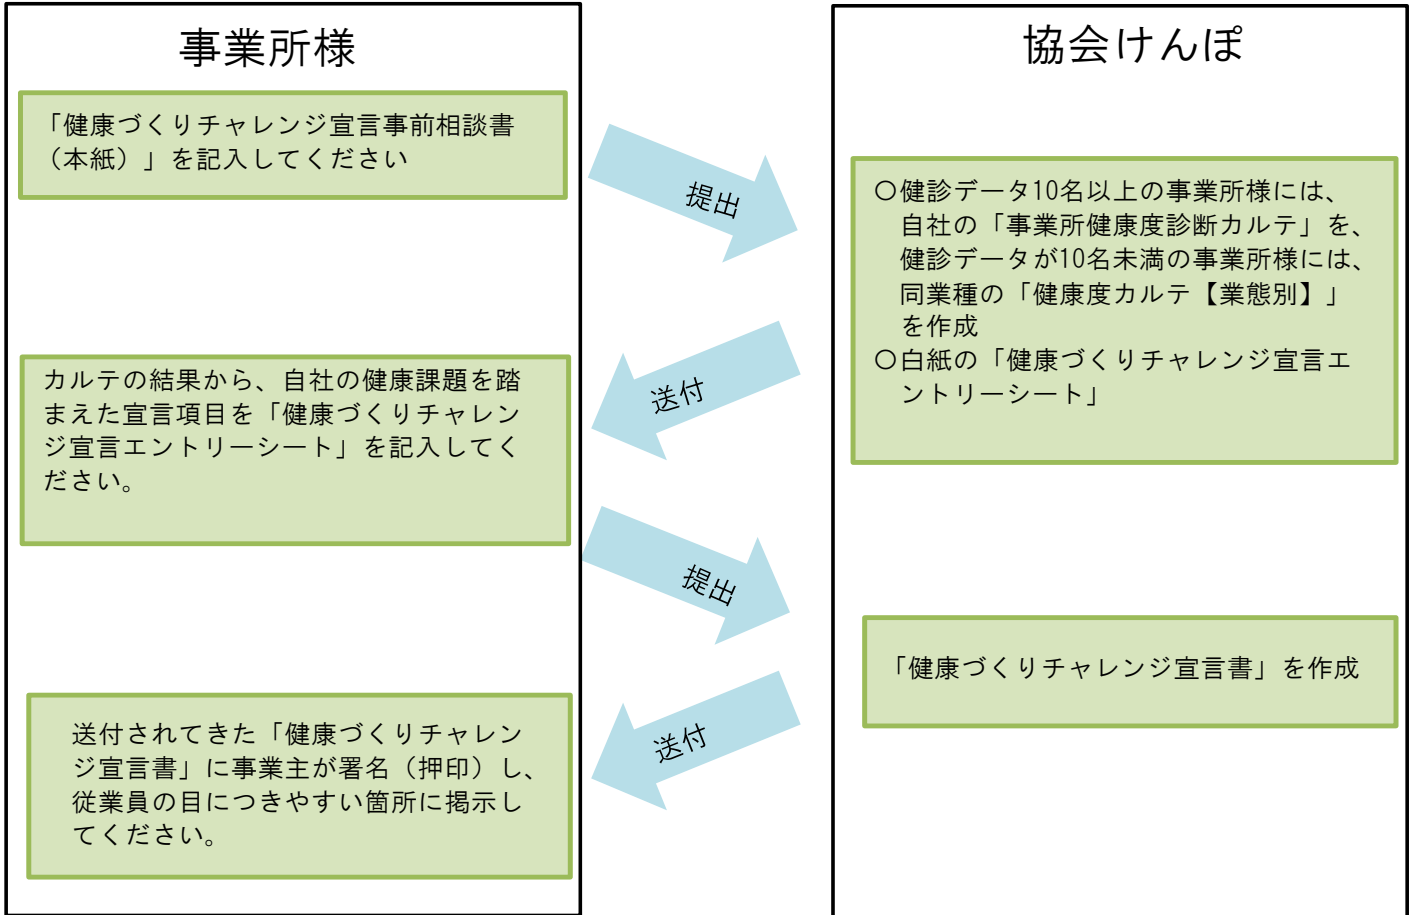 事業所様
「健康づくりチャレンジ宣言事前相談書
（本紙）」を記入してください
提出
協会けんぽ
○健診データ10名以上の事業所様には、
自社の「事業所健康度診断カルテ」を、
健診データが10名未満の事業所様には、
同業種の「健康度カルテ【業態別】」
を作成
○白紙の「健康づくりチャレンジ宣言エ
ントリーシート」
送付
カルテの結果から、自社の健康課題を踏
まえた宣言項目を「健康づくりチャレン
ジ宣言エントリーシート」を記入してく
ださい。
提出
「健康づくりチャレンジ宣言書」を作成
送付
送付されてきた「健康づくりチャレン
ジ宣言書」に事業主が署名（押印）し、
従業員の目につきやすい箇所に掲示し
てください。